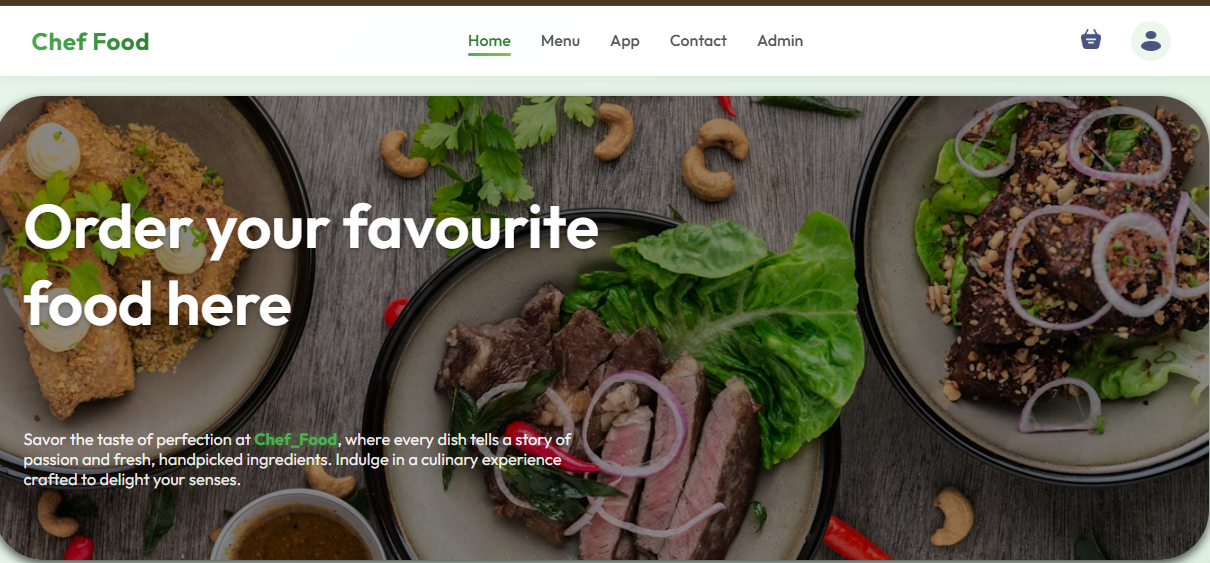 Chef Food
Home Menu App Contact Admin
Order your favourite
food here
Savor the taste of perfection at Chef_Food, where every dish tells a story of
passion and fresh, handpicked ingredients. Indulge in a culinary experience
crafted to delight your senses.